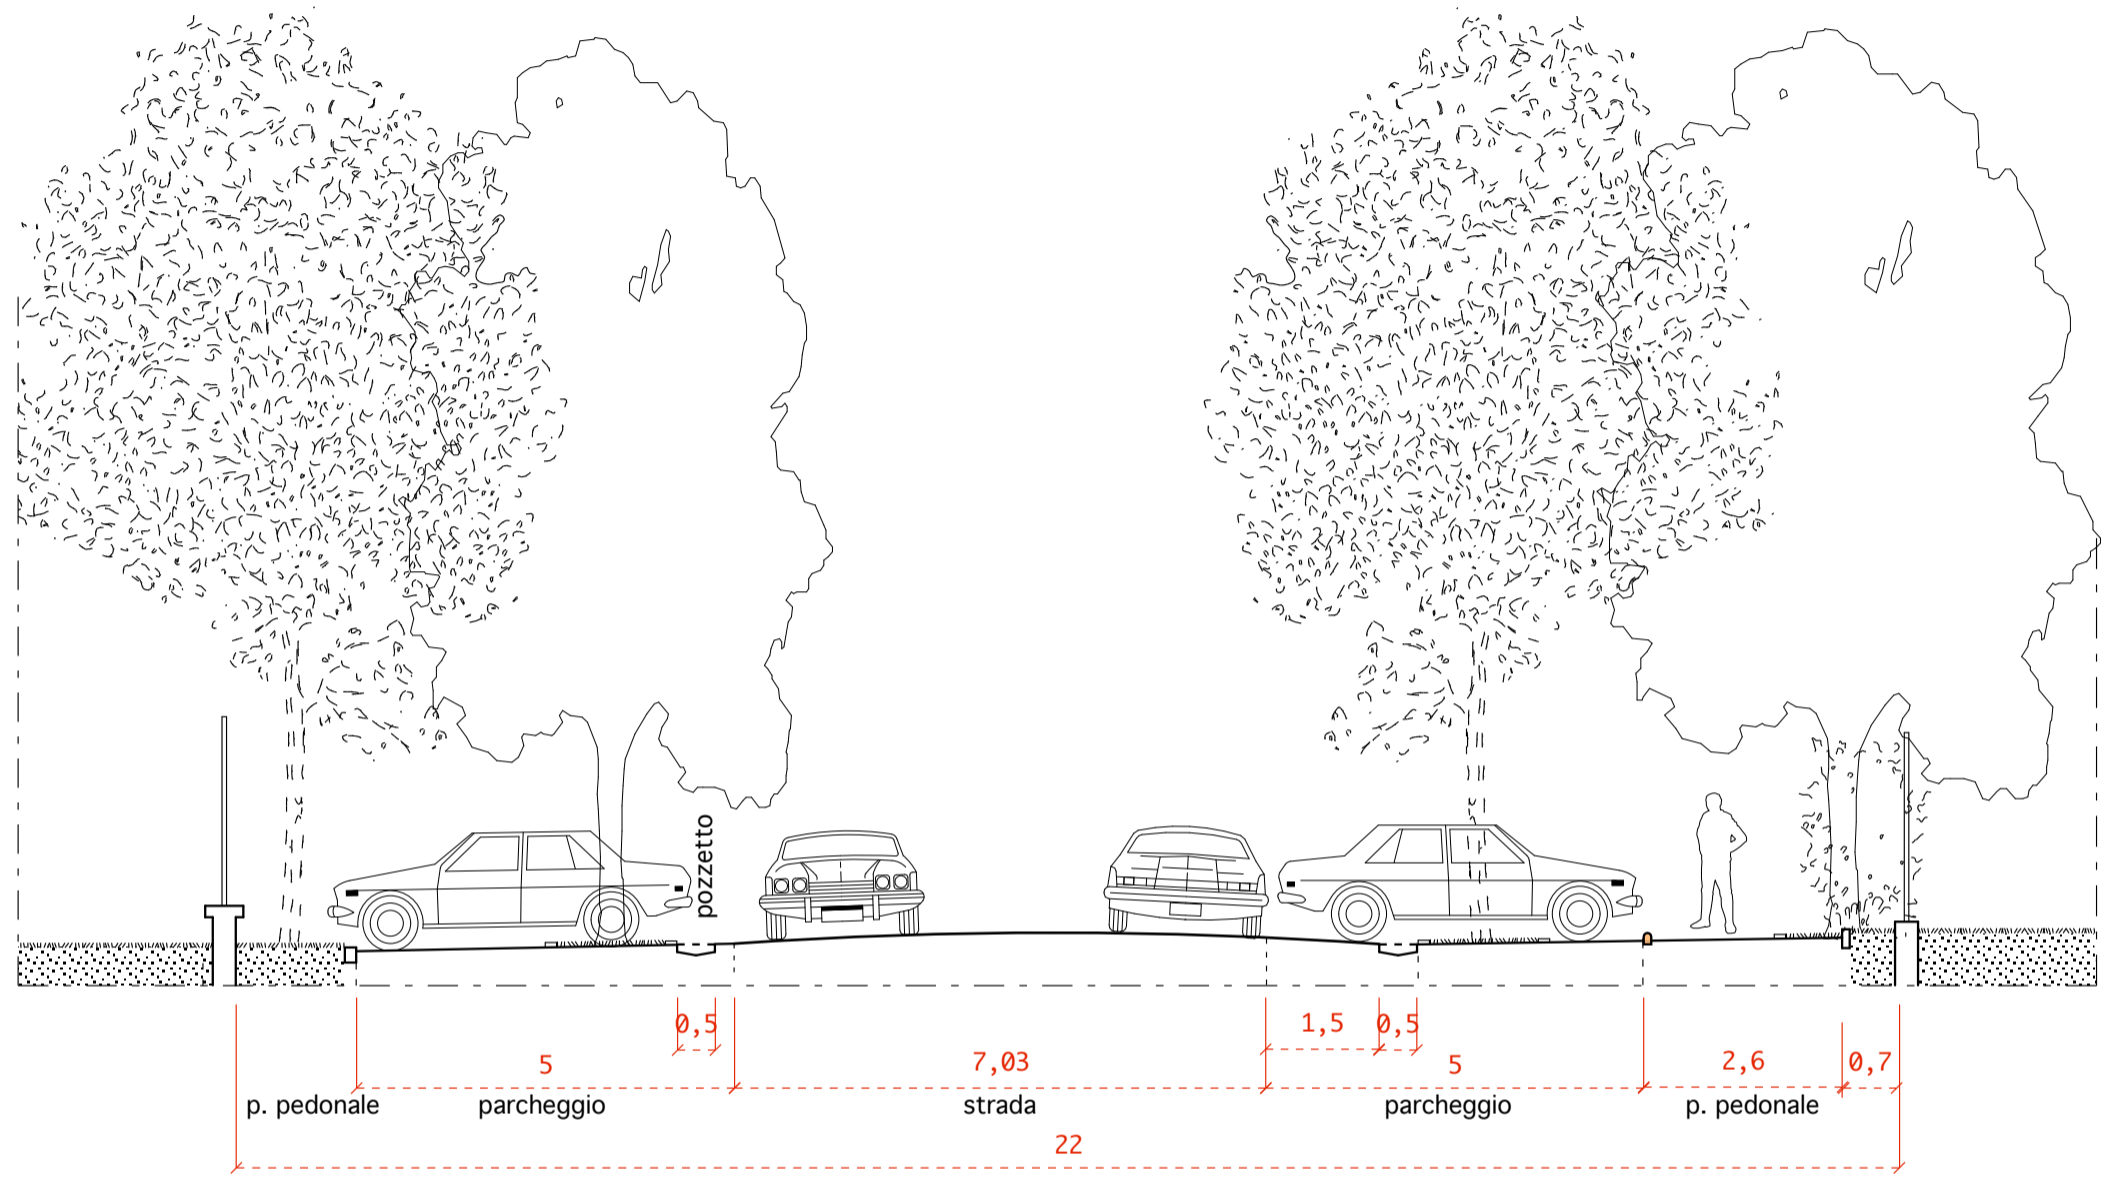 pozzetto
0,5
1,5
0,5
5
7,03
5
2,6
0,7
p. pedonale
parcheggio
strada
parcheggio
p. pedonale
22